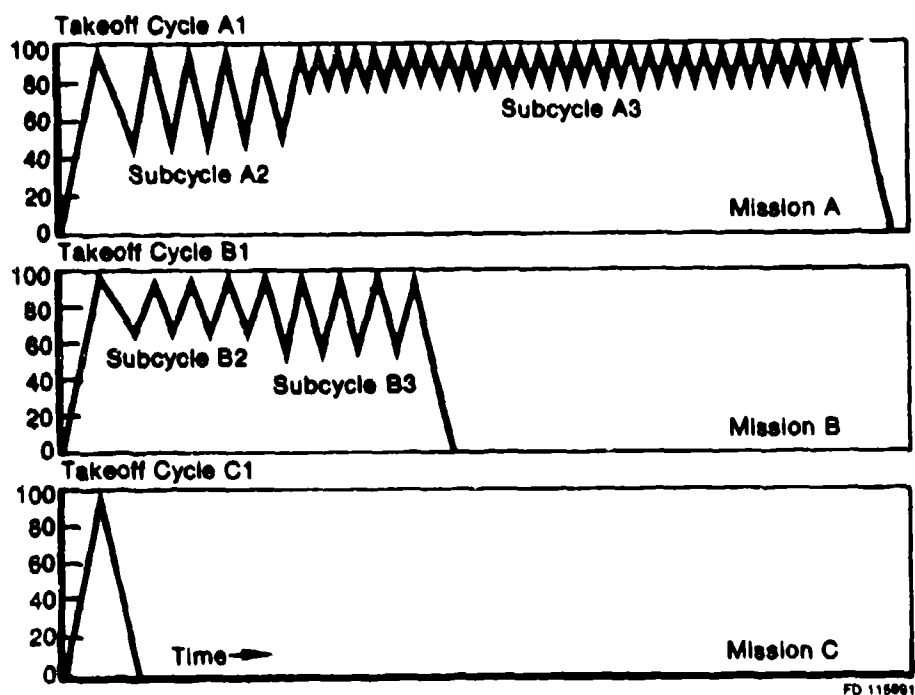 Takeoff Cycle A1
100
80
60
40
20
0
Subcycle A2
Subcycle A3
Mission A
Takeoff Cycle B1
100
80
60
40
20
0
Subcycle B2
Subcycle B3
Mission B
Takeoff Cycle C1
100
80
60
40
20
0
Time
Mission C
FD 115991